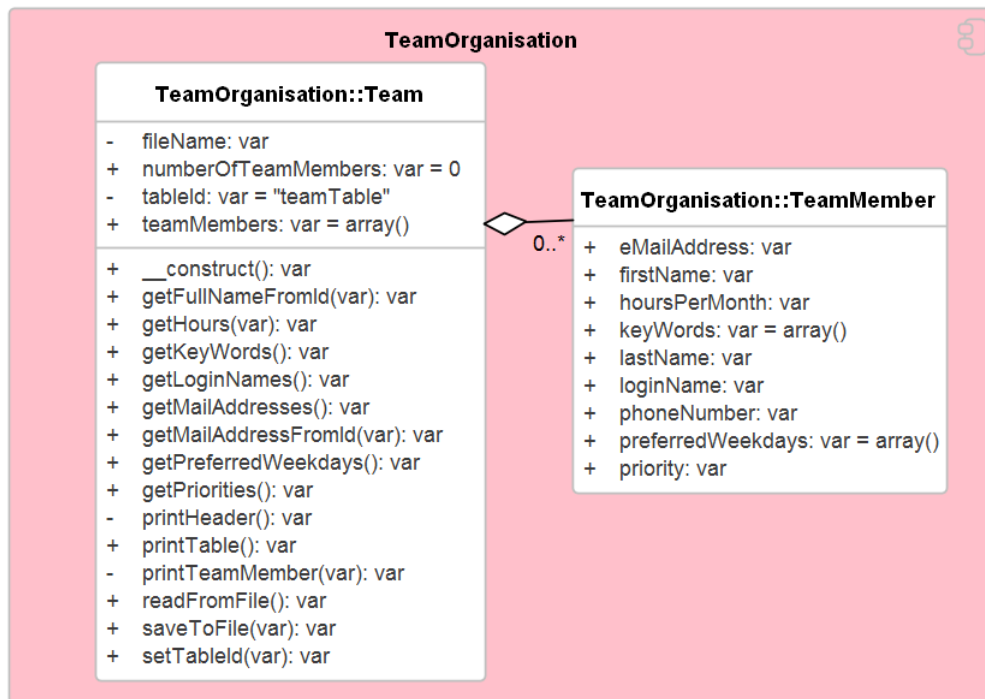 TeamOrganisation
TeamOrganisation::Team
- fileName: var
+ numberOfTeamMembers: var = 0
- tableId: var = "teamTable"
+ teamMembers: var = array()
+ __construct(): var
+ getFullNameFromId(var): var
+ getHours(var): var
+ getKeyWords(): var
+ getLoginNames(): var
+ getMailAddresses(): var
+ getMailAddressFromId(var): var
+ getPreferredWeekdays(): var
+ getPriorities(): var
- printHeader(): var
+ printTable(): var
- printTeamMember(var): var
+ readFromFile(): var
+ saveToFile(var): var
+ setTableId(var): var
0..*
TeamOrganisation::TeamMember
+ eMailAddress: var
+ firstName: var
+ hoursPerMonth: var
+ keyWords: var = array()
+ lastName: var
+ loginName: var
+ phoneNumber: var
+ preferredWeekdays: var = array()
+ priority: var